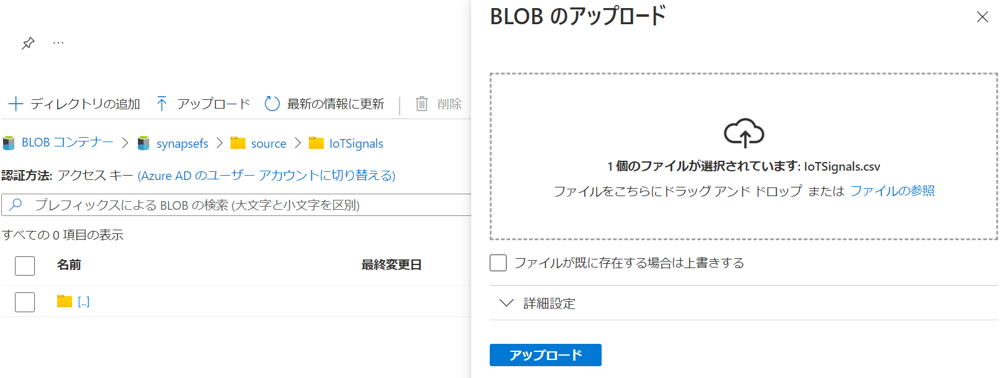 …
ディレクトリの追加 アップロード 最新の情報に更新 | 削除
BLOB コンテナー > synapsefs > source > IoTSignals
認証方法: アクセス キー (Azure AD のユーザー アカウントに切り替える)
プレフィックスによる BLOB の検索 (大文字と小文字を区別)
すべての 0 項目の表示
名前 最終変更日
[..]
BLOB のアップロード
1 個のファイルが選択されています: IoTSignals.csv
ファイルをこちらにドラッグ アンド ドロップ または ファイルの参照
ファイルが既に存在する場合は上書きする
詳細設定
アップロード